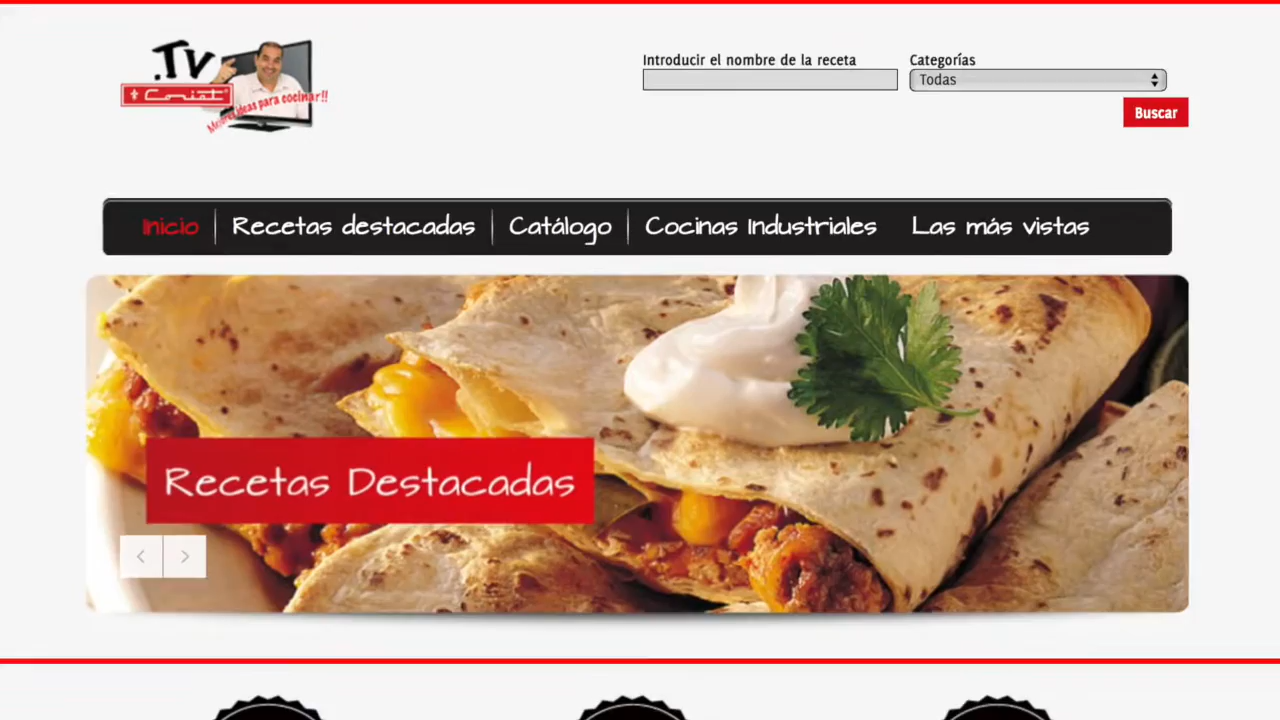 .TV
Coriat
Mejores ideas para cocinar!!
Introducir el nombre de la receta
Categorías
Todas
Buscar
Inicio
Recetas destacadas
Catálogo
Cocinas Industriales
Las más vistas
Recetas Destacadas